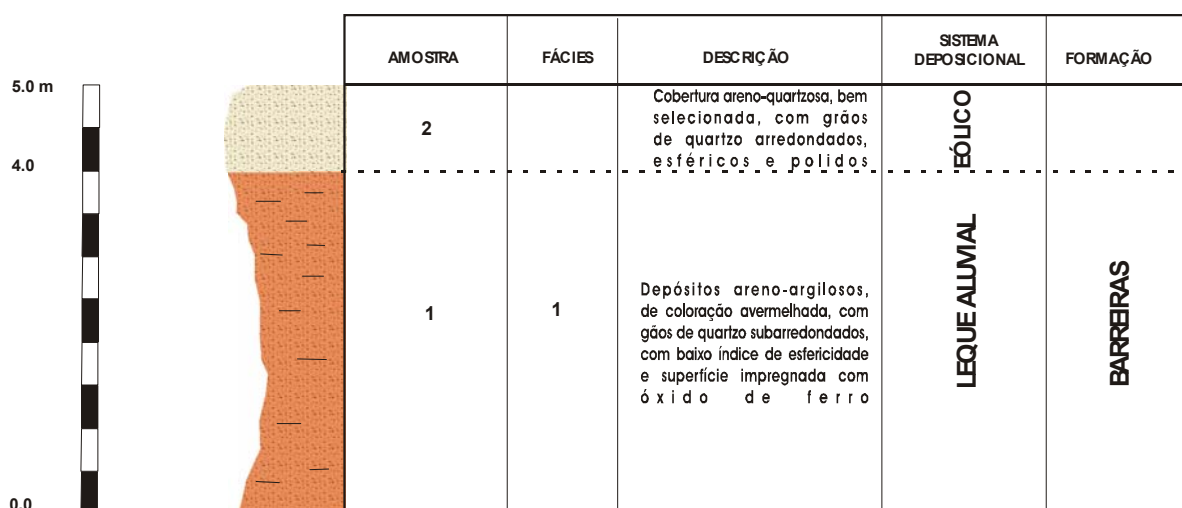 AMOSTRA
FÁCIES
DESCRIÇÃO
SISTEMA
DEPOSICIONAL
FORMAÇÃO
5.0 m
4.0
0.0
2
Cobertura areno-quartzosa, bem
selecionada, com grãos
de quartzo arredondados,
esféricos e polidos
EÓLICO
1
1
Depósitos areno-argilosos,
de coloração avermelhada, com
gãos de quartzo subarredondados,
com baixo índice de esfericidade
e superfície impregnada com
óxido de ferro
LEQUE ALUVIAL
BARREIRAS